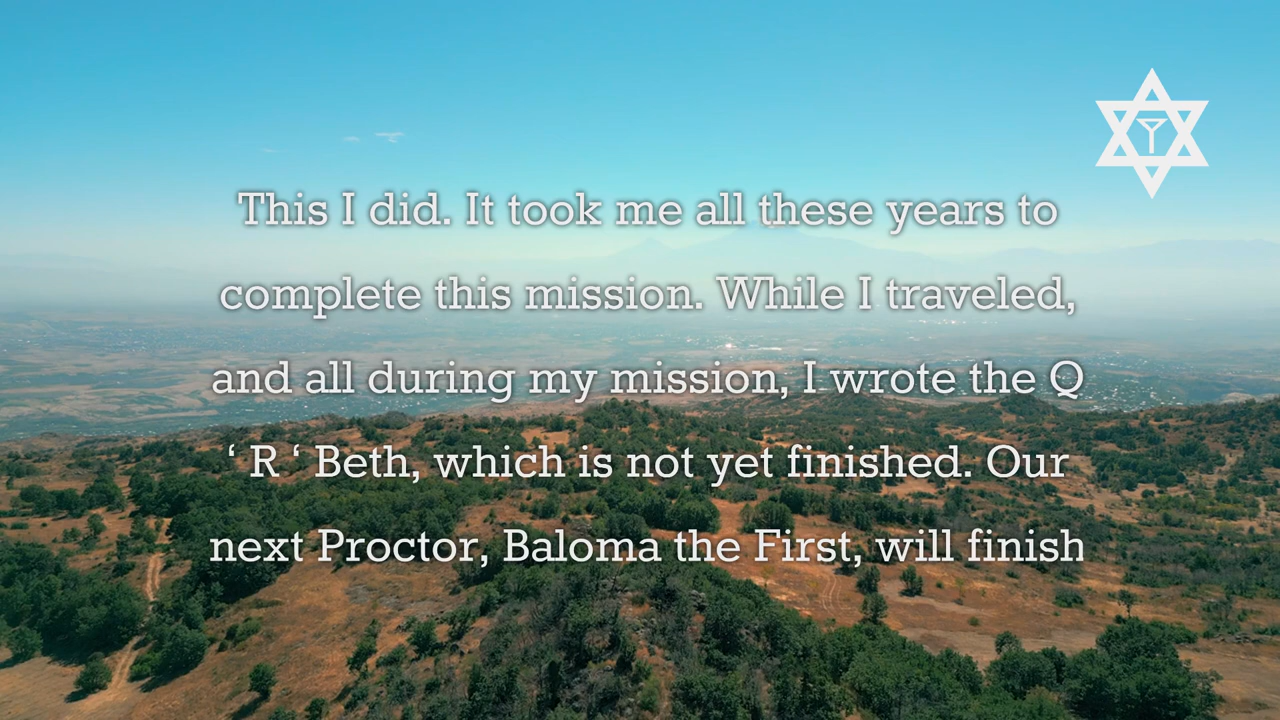 This I did. It took me all these years to
complete this mission. While I traveled,
and all during my mission, I wrote the Q
‘ R ‘ Beth, which is not yet finished. Our
next Proctor, Baloma the First, will finish